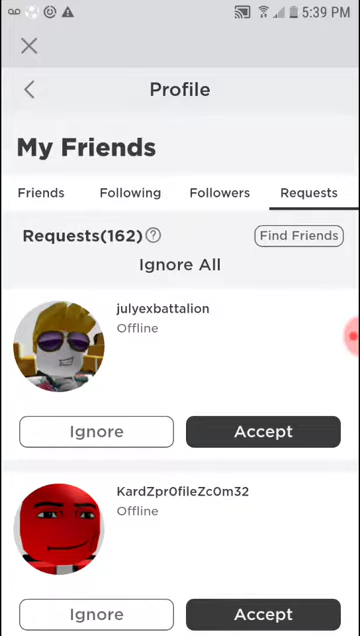 5:39 PM
Profile
My Friends
Friends Following Followers Requests
Requests(162) Find Friends
Ignore All
julyexbattalion
Offline
Ignore Accept
KardZpr0fileZc0m32
Offline
Ignore Accept